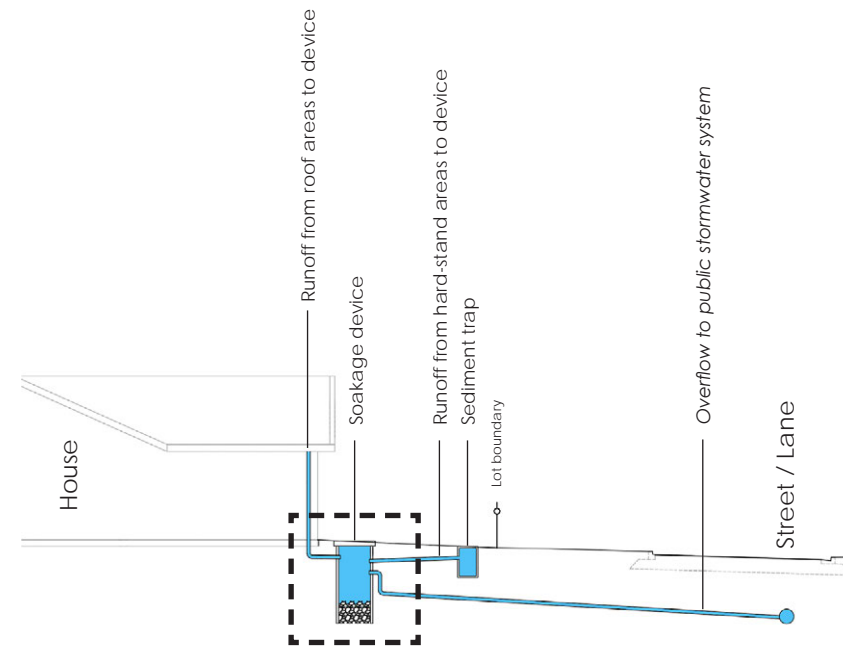 House
Runoff from roof areas to device
Soakage device
Runoff from hard-stand areas to device
Sediment trap
Lot boundary
Overflow to public stormwater system
Street / Lane